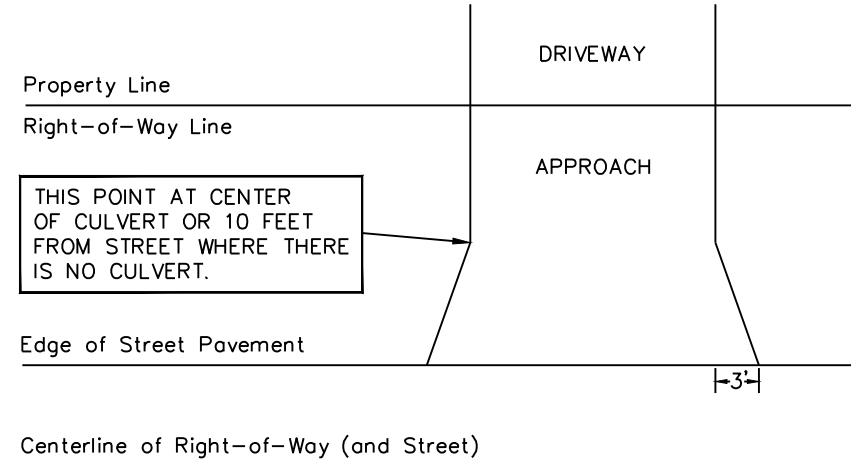 DRIVEWAY
Property Line
Right-of-Way Line
APPROACH
THIS POINT AT CENTER
OF CULVERT OR 10 FEET
FROM STREET WHERE THERE
IS NO CULVERT.
Edge of Street Pavement
3'
Centerline of Right-of-Way (and Street)